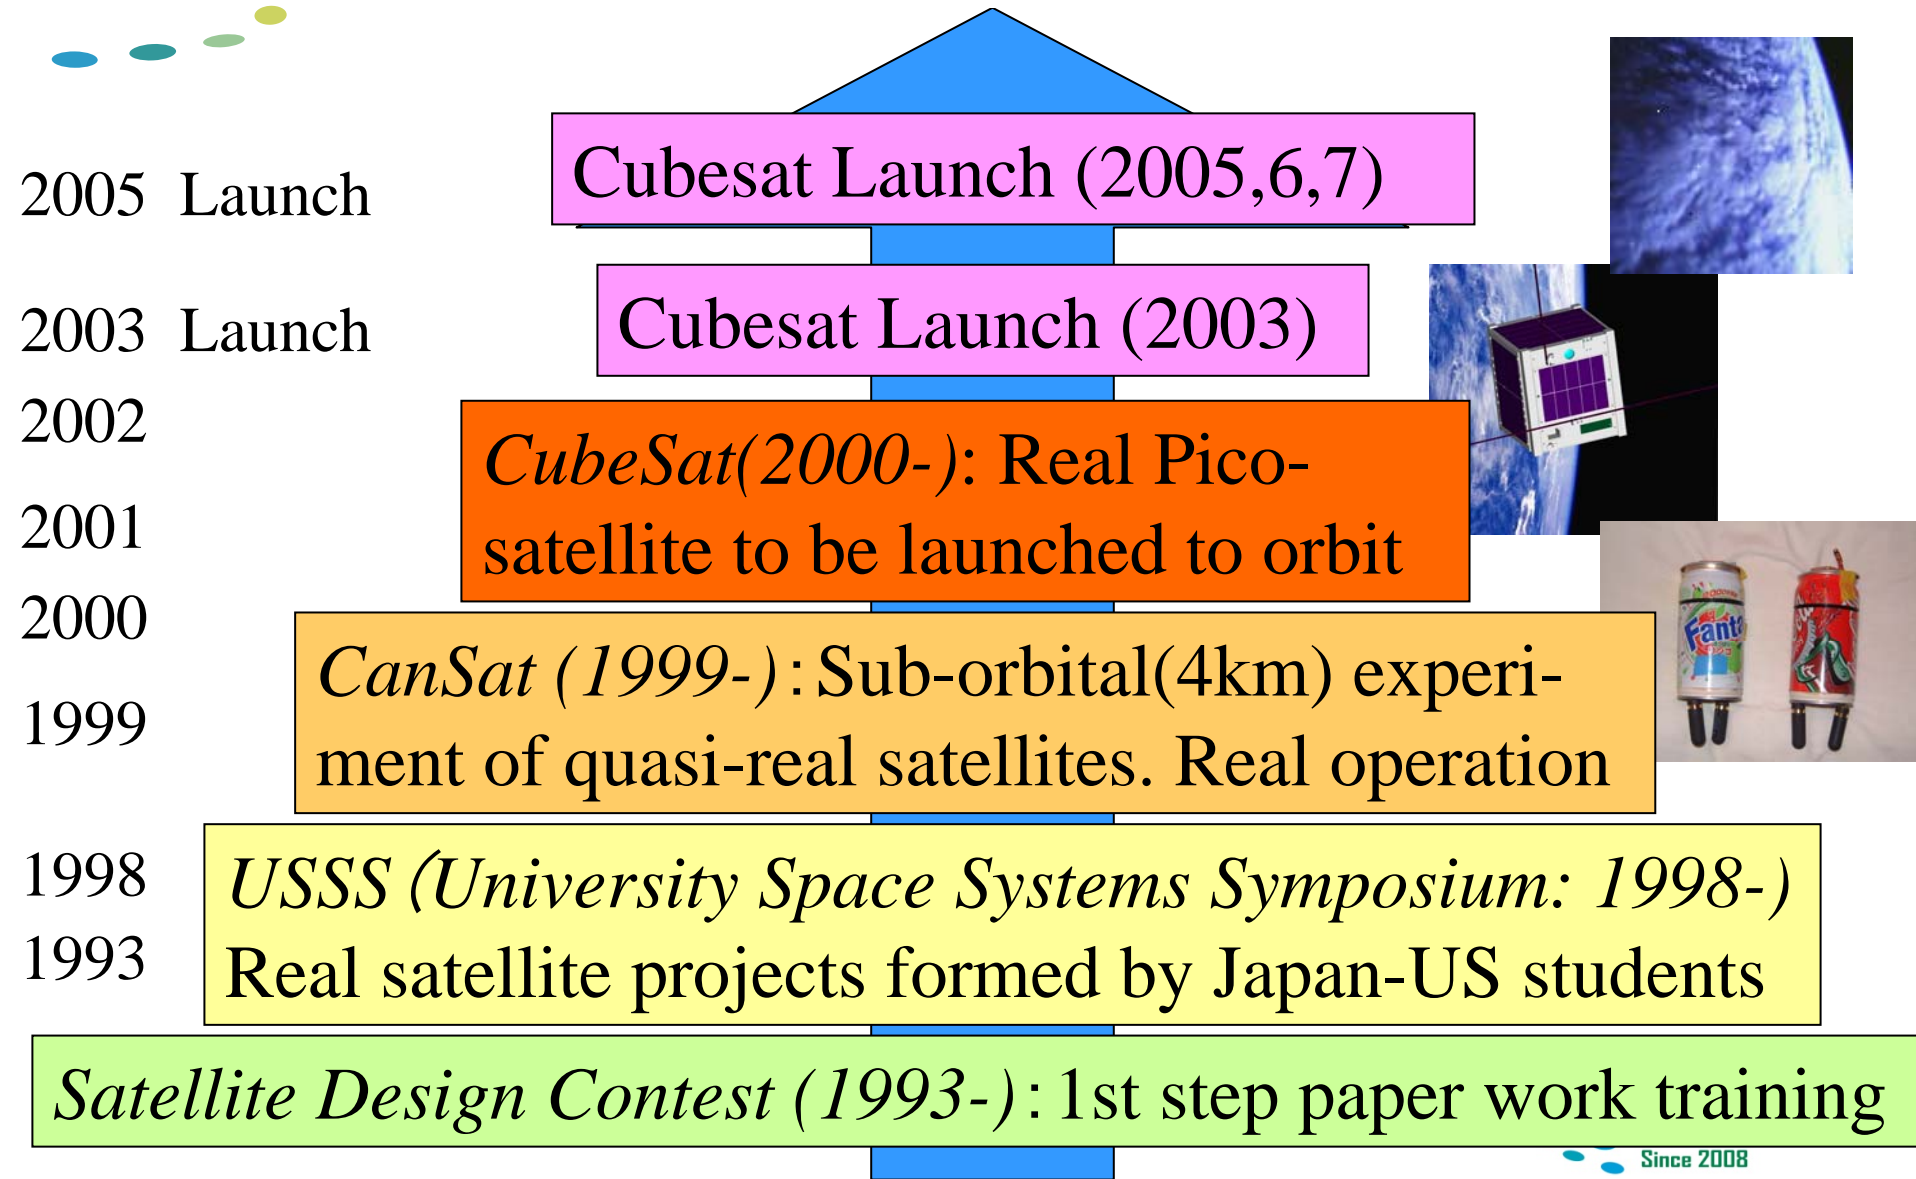 2005 Launch
Cubesat Launch (2005,6,7)
2003 Launch
Cubesat Launch (2003)
2002
CubeSat(2000-): Real Pico-
satellite to be launched to orbit
2001
2000
CanSat (1999-):Sub-orbital(4km) experi-
ment of quasi-real satellites. Real operation
1999
Fanta
1998
USSS (University Space Systems Symposium: 1998-)
1993
Real satellite projects formed by Japan-US students
Satellite Design Contest (1993-):1st step paper work training
Since 2008